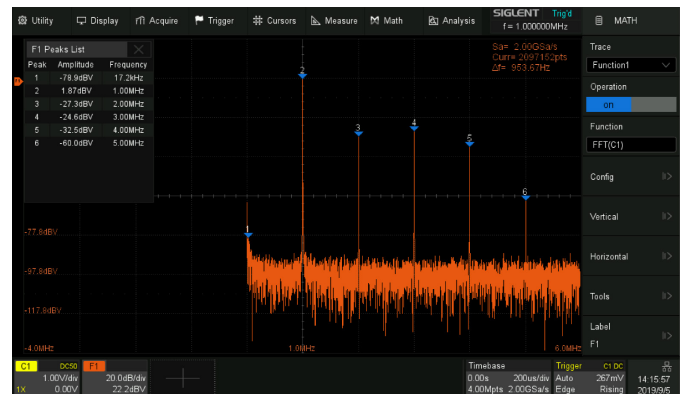 Utility Display Acquire Trigger Cursors Measure Math Analysis SIGLENT Trig'd
f = 1.000000MHz
MATH
F1 Peaks List
Peak Amplitude Frequency
1 -78.9dBV 17.2kHz
2 1.87dBV 1.00MHz
3 -27.3dBV 2.00MHz
4 -24.6dBV 3.00MHz
5 -32.5dBV 4.00MHz
6 -60.0dBV 5.00MHz
Sa= 2.00GSa/s
Curr= 2097152pts
Δf= 953.67Hz
1
2
3
4
5
6
-77.8dBV
-97.8dBV
-117.8dBV
-4.0MHz 1.0MHz 6.0MHz
Trace
Function1
Operation
on
Function
FFT(C1)
Config
Vertical
Horizontal
Tools
Label
F1
C1 DC50
1.00V/div
1X 0.00V
F1
20.0dB/div
22.2dBV
Timebase
0.00s 200us/div
4.00Mpts 2.00GSa/s
Trigger C1 DC
Auto 267mV
Edge Rising
14:15:57
2019/9/5